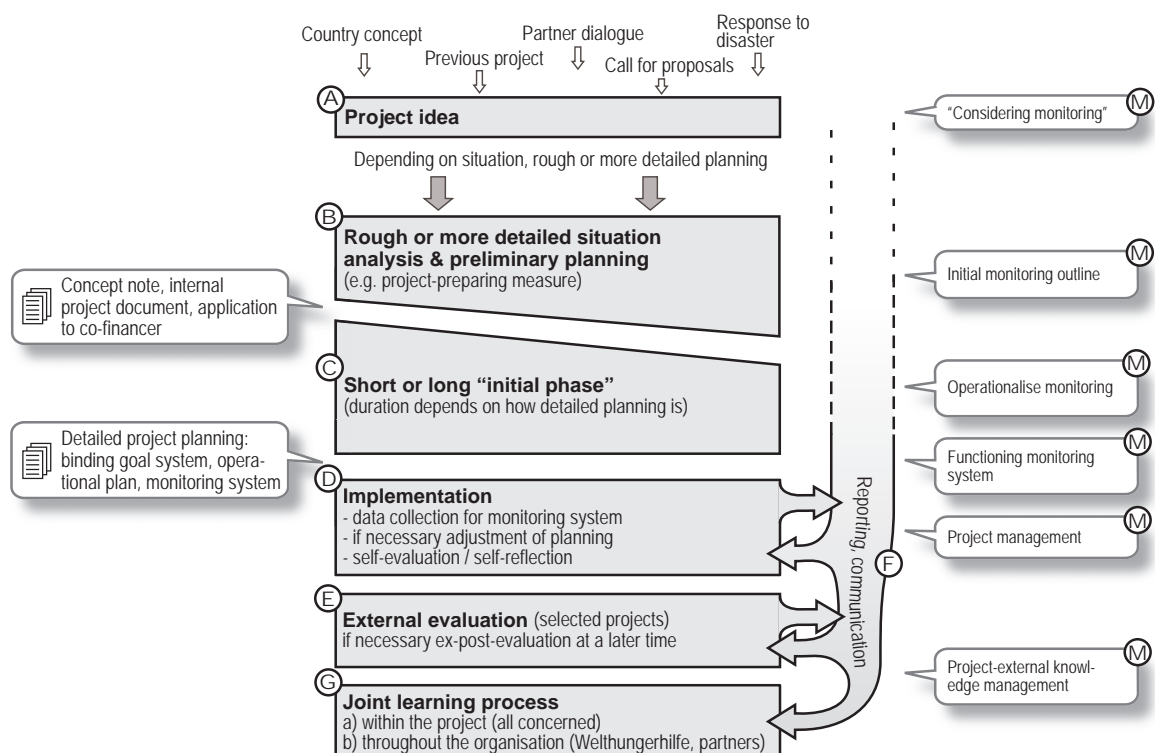 Country concept
Previous project
Partner dialogue
Call for proposals
Response to
disaster
A
Project idea
M
“Considering monitoring”
Depending on situation, rough or more detailed planning
B
Rough or more detailed situation
analysis & preliminary planning
(e.g. project-preparing measure)
M
Initial monitoring outline
Concept note, internal
project document, application
to co-financer
C
Short or long “initial phase”
(duration depends on how detailed planning is)
M
Operationalise monitoring
Detailed project planning:
binding goal system, opera-
tional plan, monitoring system
M
Functioning monitoring
system
D
Implementation
- data collection for monitoring system
- if necessary adjustment of planning
- self-evaluation / self-reflection
Reporting, communication
F
M
Project management
E
External evaluation (selected projects)
if necessary ex-post-evaluation at a later time
M
Project-external knowl-
edge management
G
Joint learning process
a) within the project (all concerned)
b) throughout the organisation (Welthungerhilfe, partners)